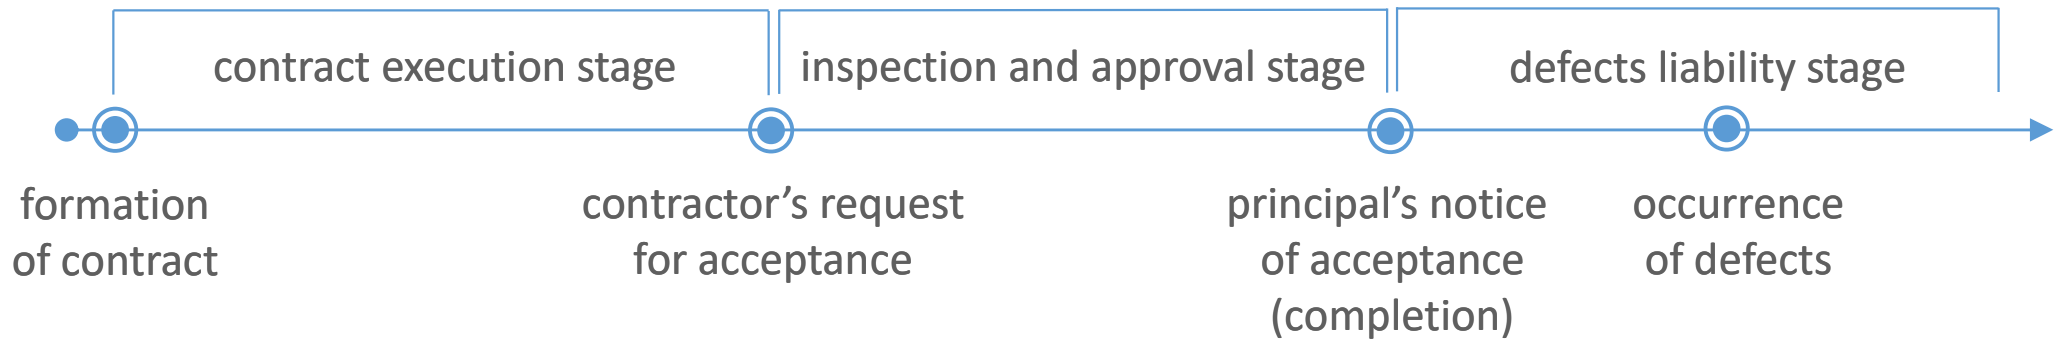 contract execution stage
inspection and approval stage
defects liability stage
formation
of contract
contractor’s request
for acceptance
principal’s notice
of acceptance
(completion)
occurrence
of defects